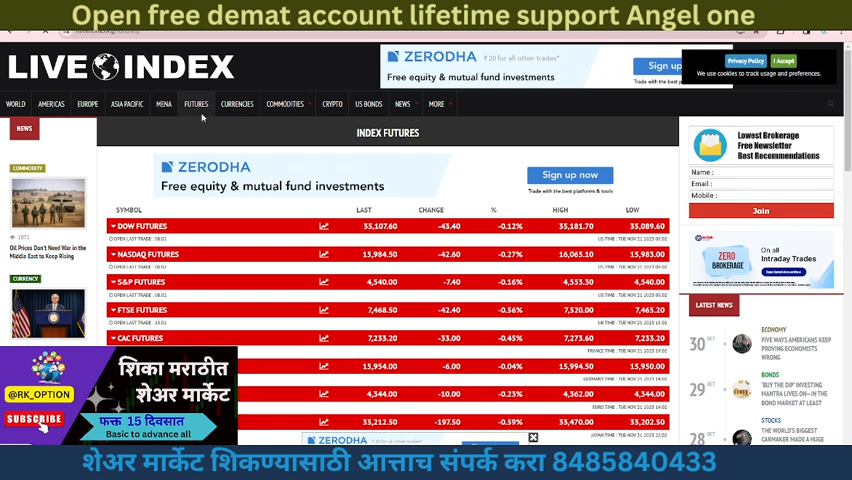 Open free demat account lifetime support Angel one
LIVE INDEX
ZERODHA
₹ 20 for all other trades*
Free equity & mutual fund investments
Sign up
Privacy Policy
I Accept
We use cookies to track usage and preferences.
WORLD AMERICAS EUROPE ASIA PACIFIC MENA FUTURES CURRENCIES COMMODITIES CRYPTO US BONDS NEWS MORE
NEWS
INDEX FUTURES
COMMODITY
1071
Oil Prices Don't Need War in the
Middle East to Keep Rising
CURRENCY
ZERODHA
Free equity & mutual fund investments
Sign up now
Trade with the best platforms & tools
SYMBOL LAST CHANGE % HIGH LOW
DOW FUTURES 35,107.60 -43.40 -0.12% 35,181.70 35,089.60
NASDAQ FUTURES 15,984.50 -42.60 -0.27% 16,065.10 15,983.00
S&P FUTURES 4,540.00 -7.40 -0.16% 4,553.30 4,540.00
FTSE FUTURES 7,468.50 -42.40 -0.56% 7,520.00 7,465.20
CAC FUTURES 7,233.20 -33.00 -0.45% 7,273.60 7,233.20
15,954.00 -6.00 -0.04% 15,994.50 15,950.00
4,344.00 -10.00 -0.23% 4,362.00 4,344.00
33,212.50 -197.50 -0.59% 33,470.00 33,202.50
Lowest Brokerage
Free Newsletter
Best Recommendations
Name :
Email :
Mobile :
Join
ZERO
BROKERAGE
On all
Intraday Trades
LATEST NEWS
30 OCT
ECONOMY
FIVE WAYS AMERICANS KEEP
PROVING ECONOMISTS
WRONG
29 OCT
BONDS
'BUY THE DIP' INVESTING
MANTRA LIVES ON—IN THE
BOND MARKET AT LEAST
28 OCT
STOCKS
THE WORLD'S BIGGEST
CARMAKER MADE A HUGE
@RK_OPTION
SUBSCRIBE
शिका मराठीत
शेअर मार्केट
फक्त 15 दिवसात
Basic to advance all
ZERODHA
शेअर मार्केट शिकण्यासाठी आत्ताच संपर्क करा 8485840433